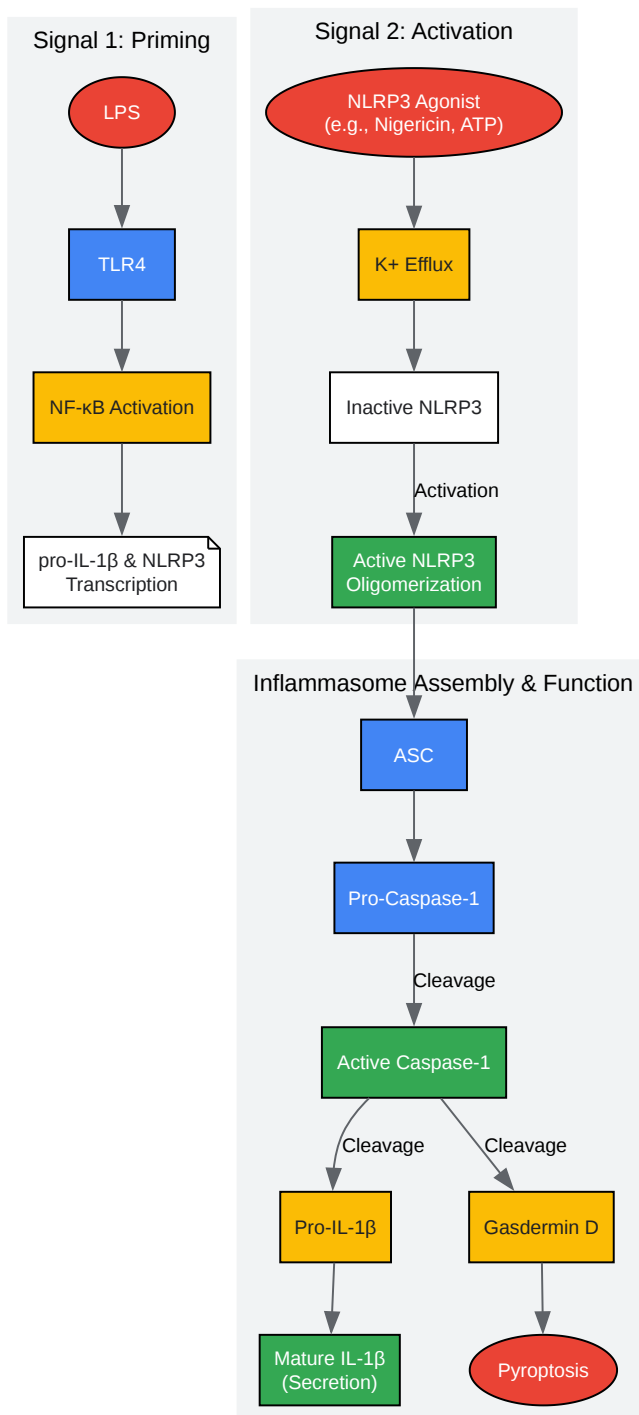 Signal 1: Priming
LPS
TLR4
NF-κB Activation
pro-IL-1β & NLRP3
Transcription
Signal 2: Activation
NLRP3 Agonist
(e.g., Nigericin, ATP)
K+ Efflux
Inactive NLRP3
Activation
Active NLRP3
Oligomerization
Inflammasome Assembly & Function
ASC
Pro-Caspase-1
Cleavage
Active Caspase-1
Cleavage
Cleavage
Pro-IL-1β
Gasdermin D
Mature IL-1β
(Secretion)
Pyroptosis